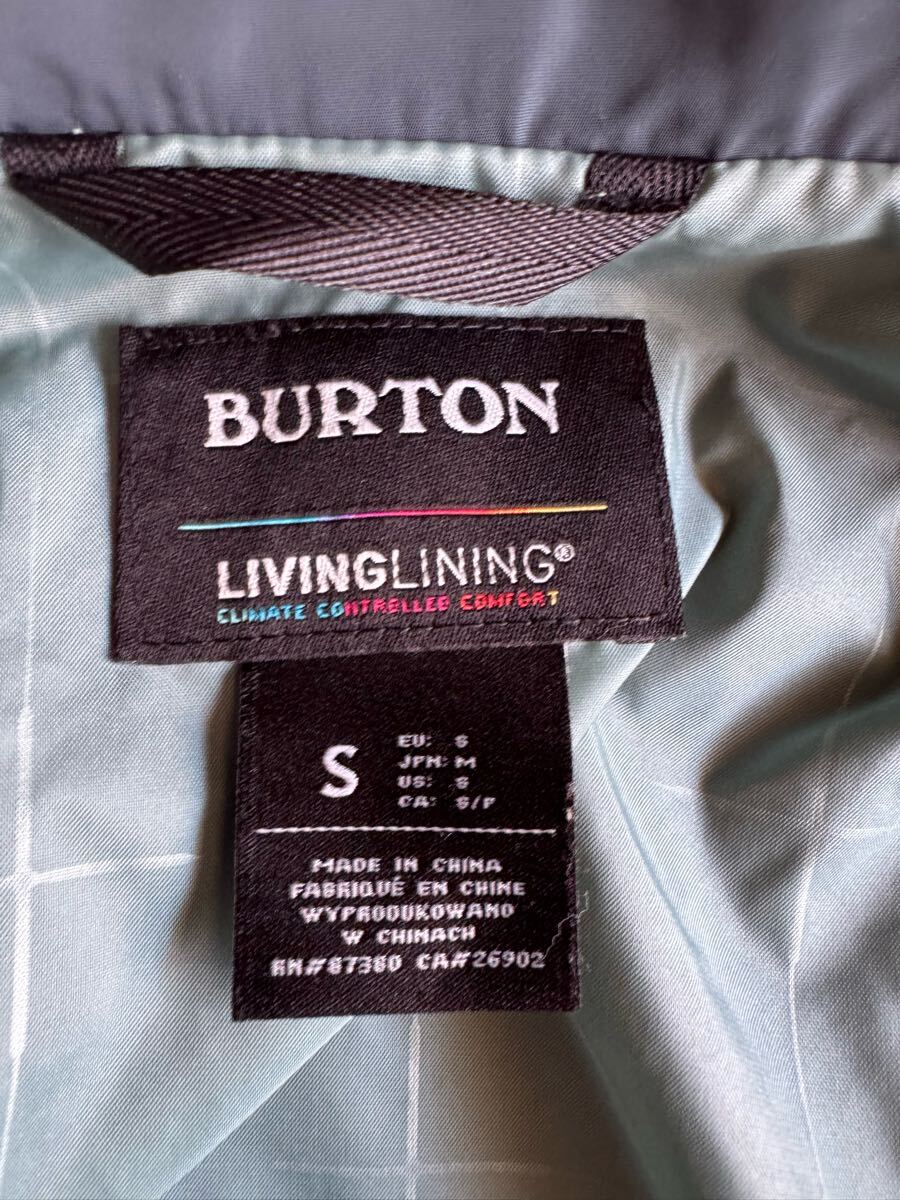 BURTON
LIVINGLINING®
CLIMATE CONTROLLED COMFORT
S
EU: S
JPN: M
US: S
CA: S/P
MADE IN CHINA
FABRIQUÉ EN CHINE
WYPRODUKOWANO
W CHINACH
RN#87380 CA#26902